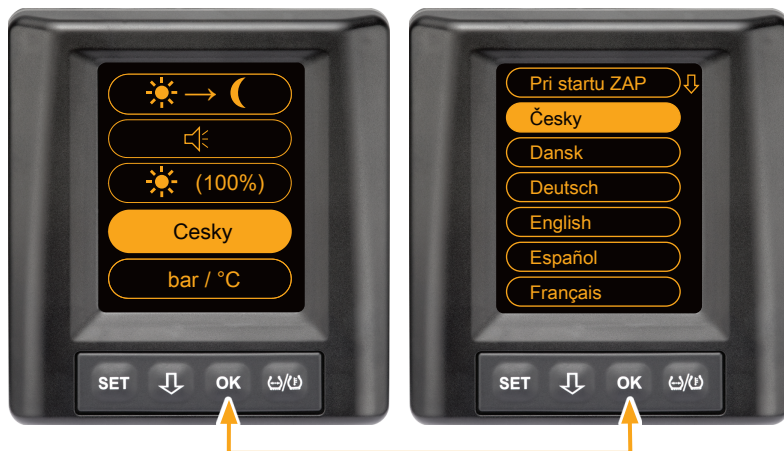 (100%)
Cesky
bar / °C
SET
OK
Pri startu ZAP
Česky
Dansk
Deutsch
English
Español
Français
SET
OK